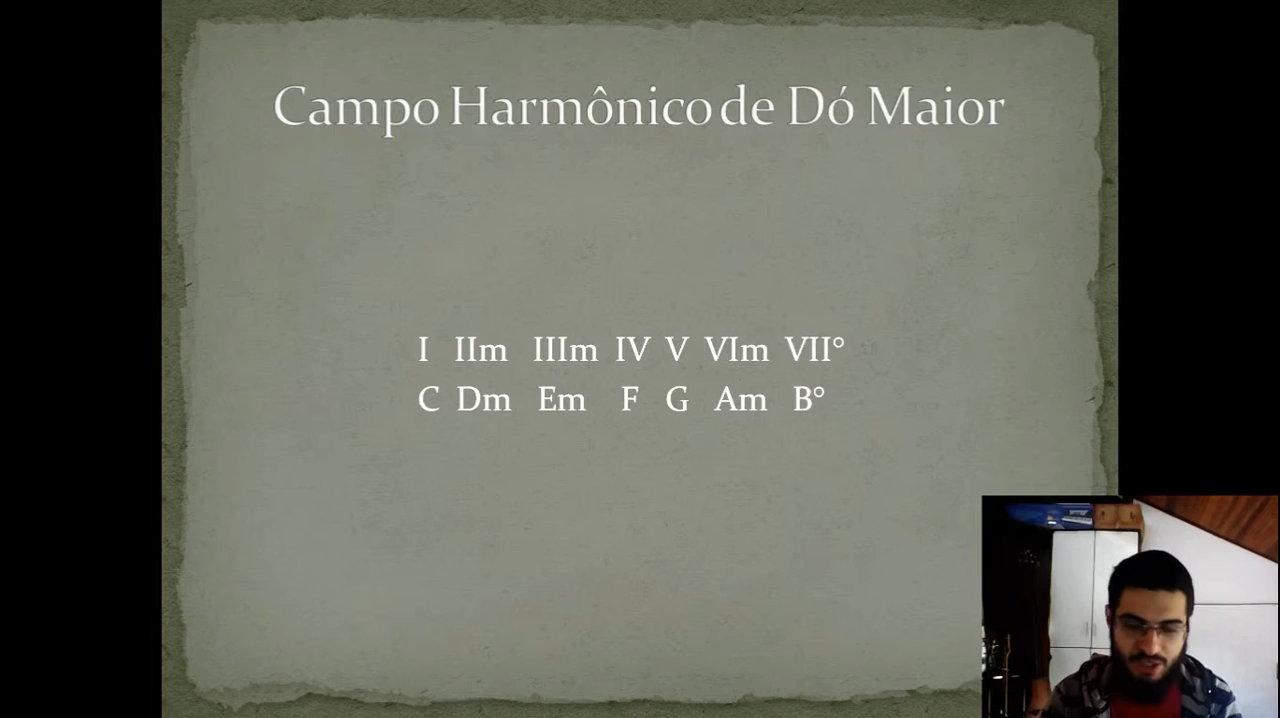 Campo Harmônico de Dó Maior
I IIm IIIm IV V VIm VII°
C Dm Em F G Am B°